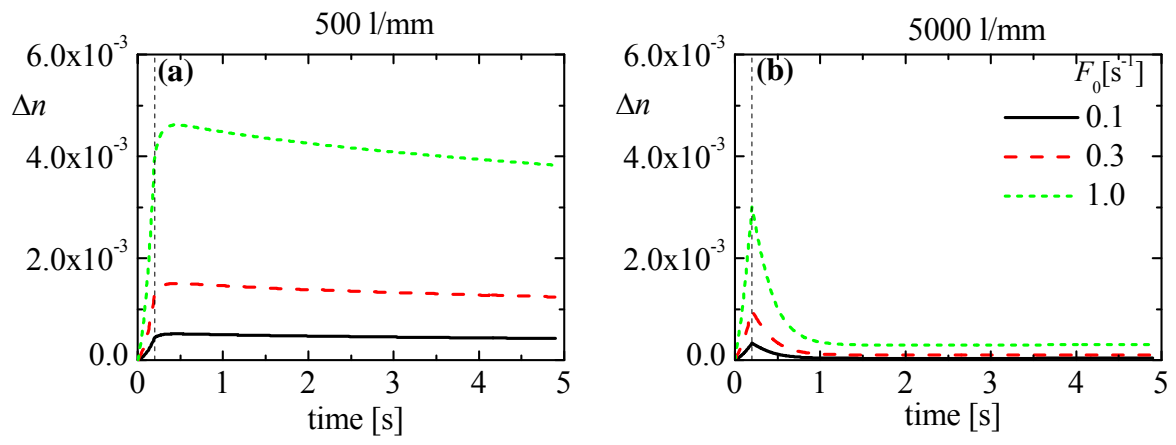 500 l/mm
6.0x10⁻³
(a)
Δn
4.0x10⁻³
2.0x10⁻³
0.0
0 1 2 3 4 5
time [s]
5000 l/mm
6.0x10⁻³
(b)
F₀[s⁻¹]
Δn
0.1
4.0x10⁻³
0.3
1.0
2.0x10⁻³
0.0
0 1 2 3 4 5
time [s]